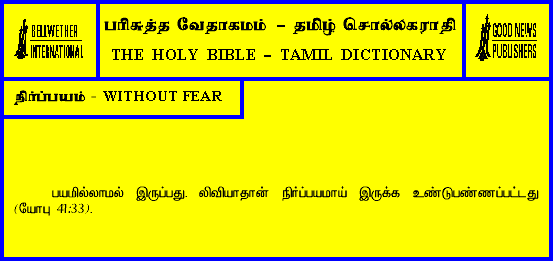 BELLWETHER
INTERNATIONAL
பரிசுத்த வேதாகமம் – தமிழ் சொல்லகராதி
THE HOLY BIBLE – TAMIL DICTIONARY
GOOD NEWS
PUBLISHERS
நிர்ப்பயம் - WITHOUT FEAR
பயமில்லாமல் இருப்பது. லிவியாதான் நிர்ப்பயமாய் இருக்க உண்டுபண்ணப்பட்டது
(யோபு 41:33).